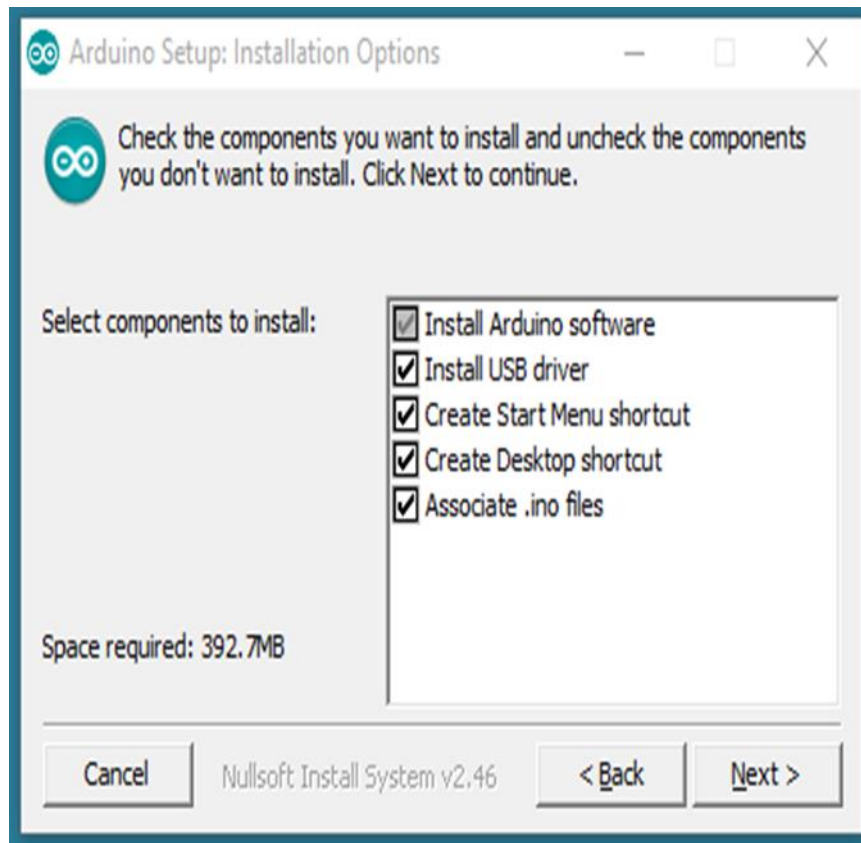 Arduino Setup: Installation Options
Check the components you want to install and uncheck the components
you don't want to install. Click Next to continue.
Select components to install:
Install Arduino software
Install USB driver
Create Start Menu shortcut
Create Desktop shortcut
Associate .ino files
Space required: 392.7MB
Cancel
Nullsoft Install System v2.46
< Back
Next >